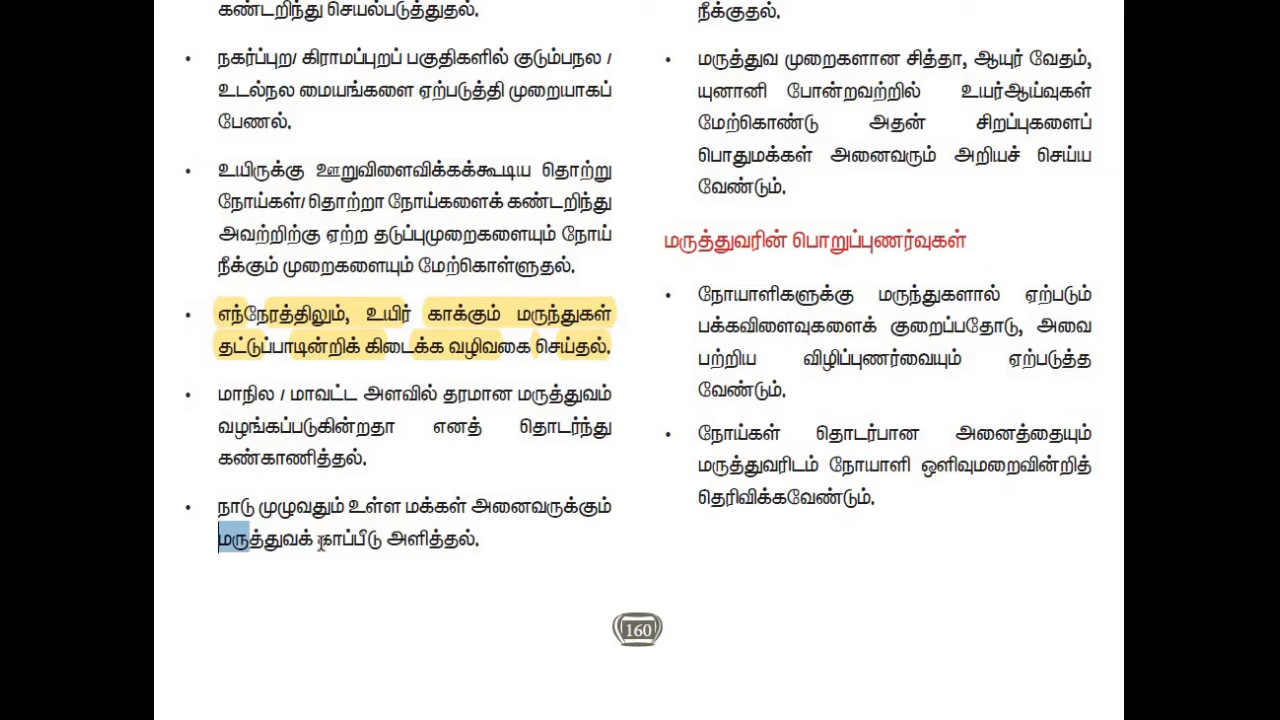 கண்டறிந்து செயல்படுத்துதல்.
• நகர்ப்புற/ கிராமப்புறப் பகுதிகளில் குடும்பநல /
உடல்நல மையங்களை ஏற்படுத்தி முறையாகப்
பேணல்.
• உயிருக்கு ஊறுவிளைவிக்கக்கூடிய தொற்று
நோய்கள்/ தொற்றா நோய்களைக் கண்டறிந்து
அவற்றிற்கு ஏற்ற தடுப்புமுறைகளையும் நோய்
நீக்கும் முறைகளையும் மேற்கொள்ளுதல்.
• எந்நேரத்திலும், உயிர் காக்கும் மருந்துகள்
தட்டுப்பாடின்றிக் கிடைக்க வழிவகை செய்தல்.
• மாநில / மாவட்ட அளவில் தரமான மருத்துவம்
வழங்கப்படுகின்றதா எனத் தொடர்ந்து
கண்காணித்தல்.
• நாடு முழுவதும் உள்ள மக்கள் அனைவருக்கும்
மருத்துவக் காப்பீடு அளித்தல்.
நீக்குதல்.
• மருத்துவ முறைகளான சித்தா, ஆயுர் வேதம்,
யுனானி போன்றவற்றில் உயர்ஆய்வுகள்
மேற்கொண்டு அதன் சிறப்புகளைப்
பொதுமக்கள் அனைவரும் அறியச் செய்ய
வேண்டும்.
மருத்துவரின் பொறுப்புணர்வுகள்
• நோயாளிகளுக்கு மருந்துகளால் ஏற்படும்
பக்கவிளைவுகளைக் குறைப்பதோடு, அவை
பற்றிய விழிப்புணர்வையும் ஏற்படுத்த
வேண்டும்.
• நோய்கள் தொடர்பான அனைத்தையும்
மருத்துவரிடம் நோயாளி ஒளிவுமறைவின்றித்
தெரிவிக்கவேண்டும்.
160